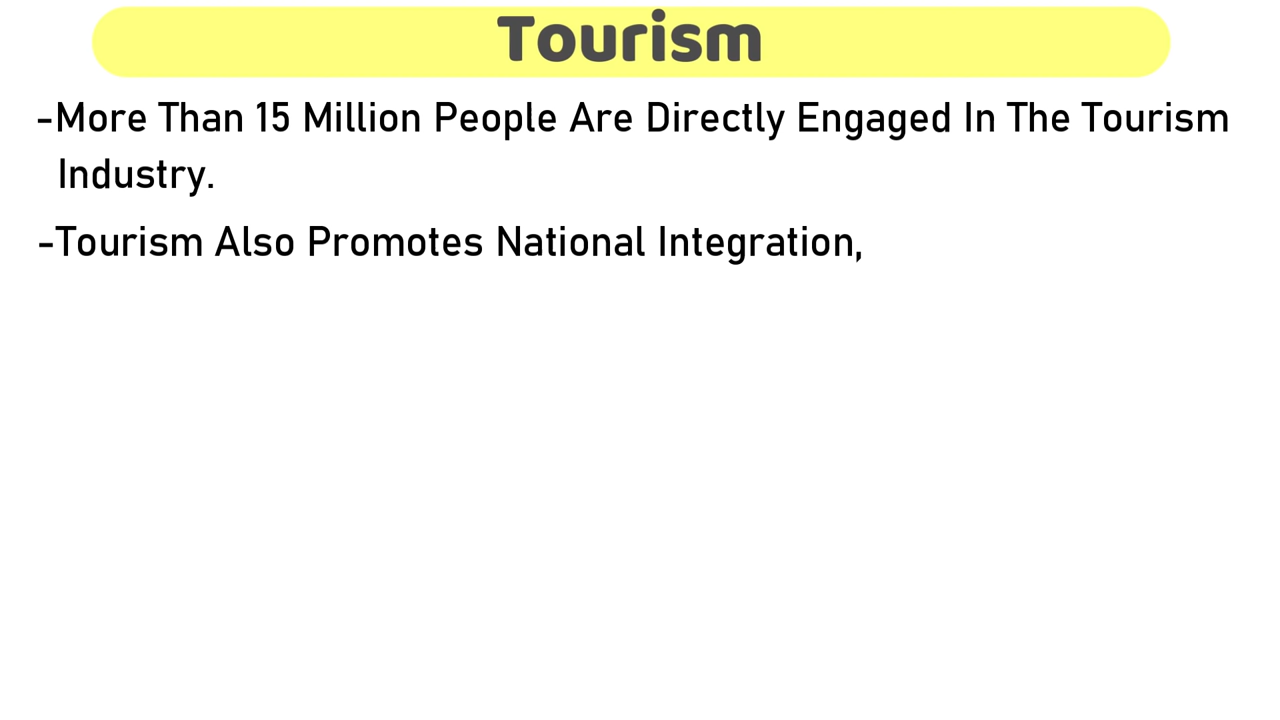 Tourism
-More Than 15 Million People Are Directly Engaged In The Tourism
Industry.
-Tourism Also Promotes National Integration,